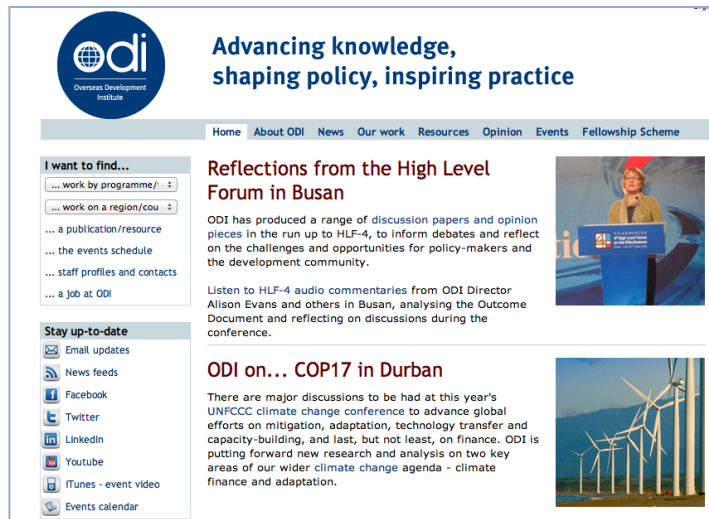 odi
Overseas Development
Institute
Advancing knowledge,
shaping policy, inspiring practice
Home About ODI News Our work Resources Opinion Events Fellowship Scheme
I want to find...
... work by programme/
... work on a region/cou
... a publication/resource
... the events schedule
... staff profiles and contacts
... a job at ODI
Stay up-to-date
Email updates
News feeds
Facebook
Twitter
LinkedIn
Youtube
iTunes - event video
Events calendar
Reflections from the High Level
Forum in Busan
ODI has produced a range of discussion papers and opinion
pieces in the run up to HLF-4, to inform debates and reflect
on the challenges and opportunities for policy-makers and
the development community.
Listen to HLF-4 audio commentaries from ODI Director
Alison Evans and others in Busan, analysing the Outcome
Document and reflecting on discussions during the
conference.
ODI on... COP17 in Durban
There are major discussions to be had at this year's
UNFCCC climate change conference to advance global
efforts on mitigation, adaptation, technology transfer and
capacity-building, and last, but not least, on finance. ODI is
putting forward new research and analysis on two key
areas of our wider climate change agenda - climate
finance and adaptation.